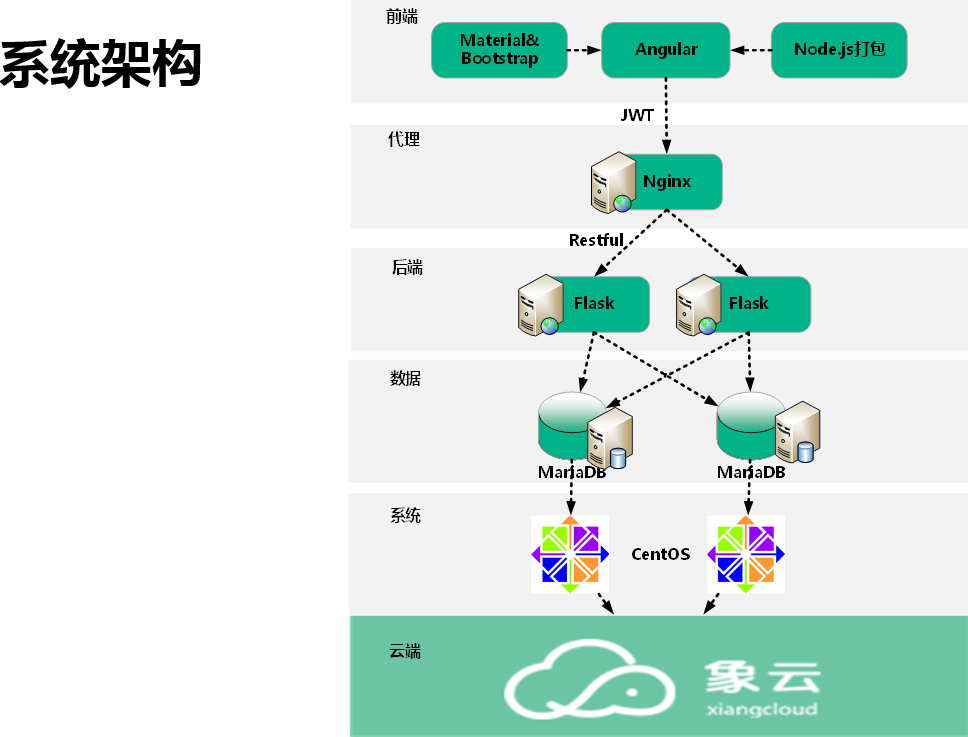 系统架构
前端
Material&
Bootstrap
Angular
Node.js打包
JWT
代理
Nginx
Restful
后端
Flask
Flask
数据
MariaDB
MariaDB
系统
CentOS
云端
象云
xiangcloud